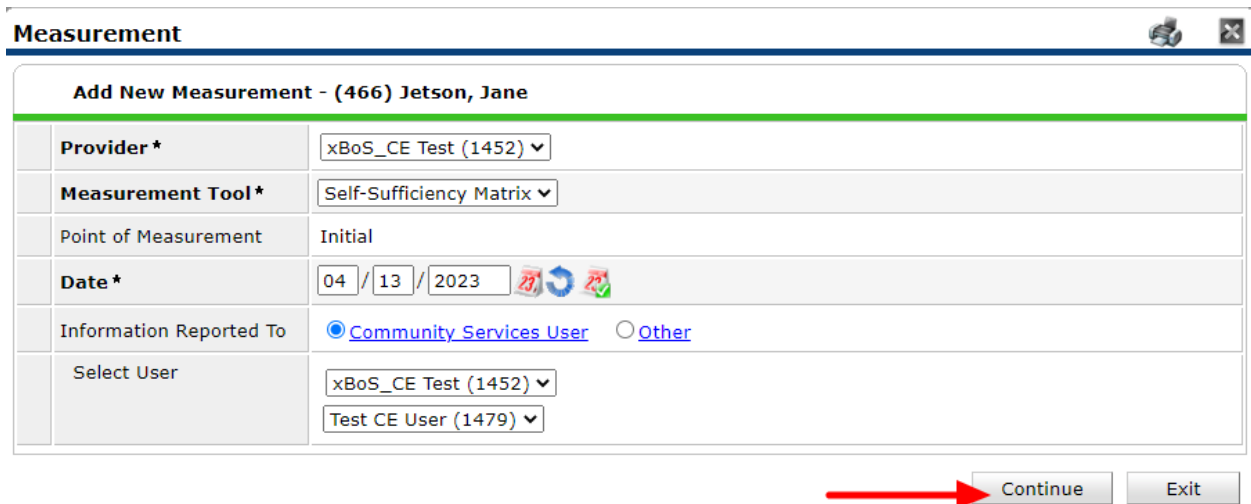 Measurement
Add New Measurement - (466) Jetson, Jane
Provider* xBoS_CE Test (1452)
Measurement Tool* Self-Sufficiency Matrix
Point of Measurement Initial
Date* 04 / 13 / 2023 23
Information Reported To Community Services User Other
Select User xBoS_CE Test (1452)
Test CE User (1479)
Continue Exit